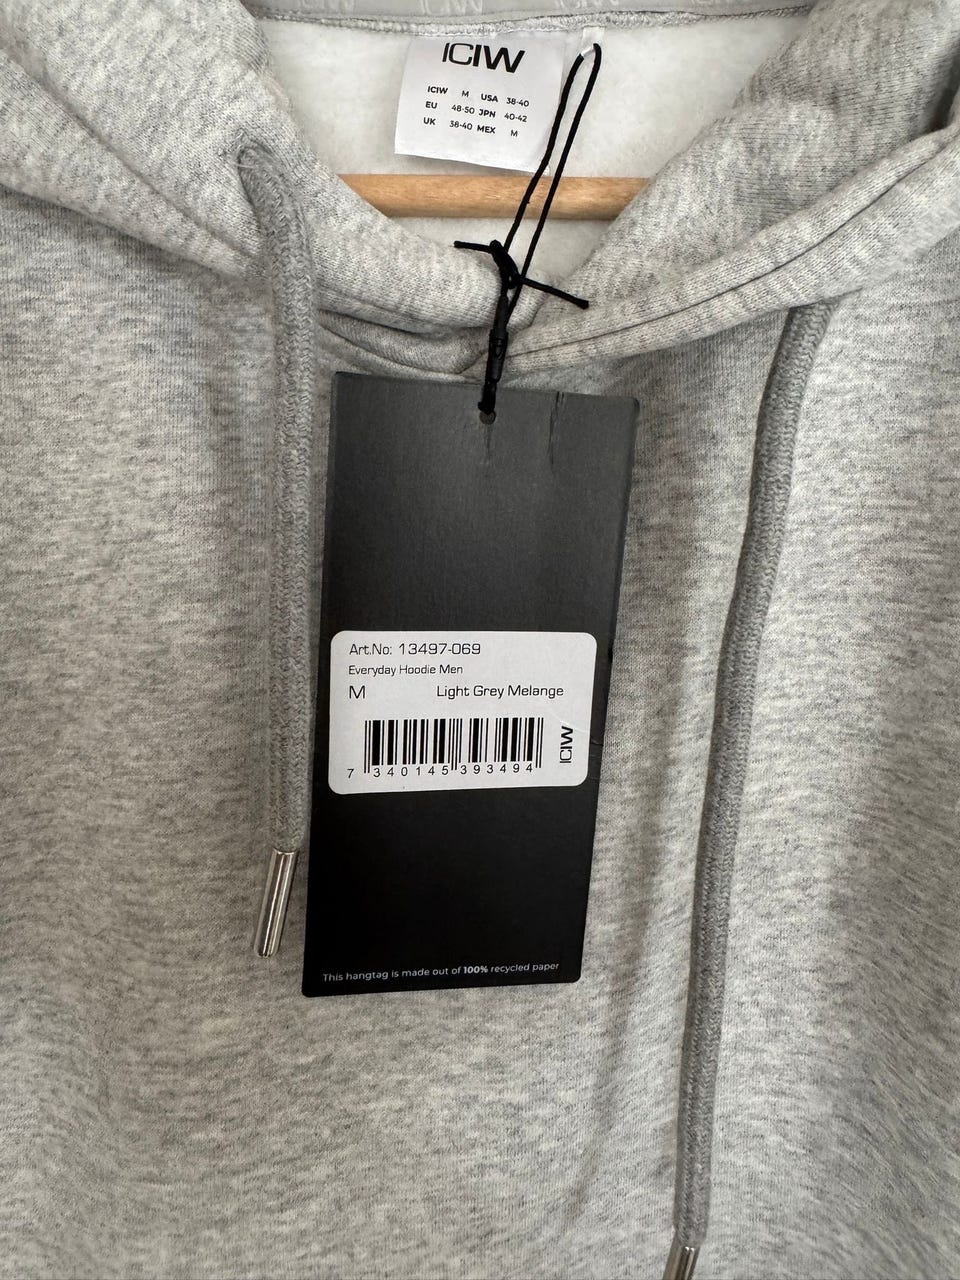 ICIW
ICIW M USA 38-40
EU 48-50 JPN 40-42
UK 38-40 MEX M
Art.No: 13497-069
Everyday Hoodie Men
M Light Grey Melange
ICIW
7 340145 393494
This hangtag is made out of 100% recycled paper